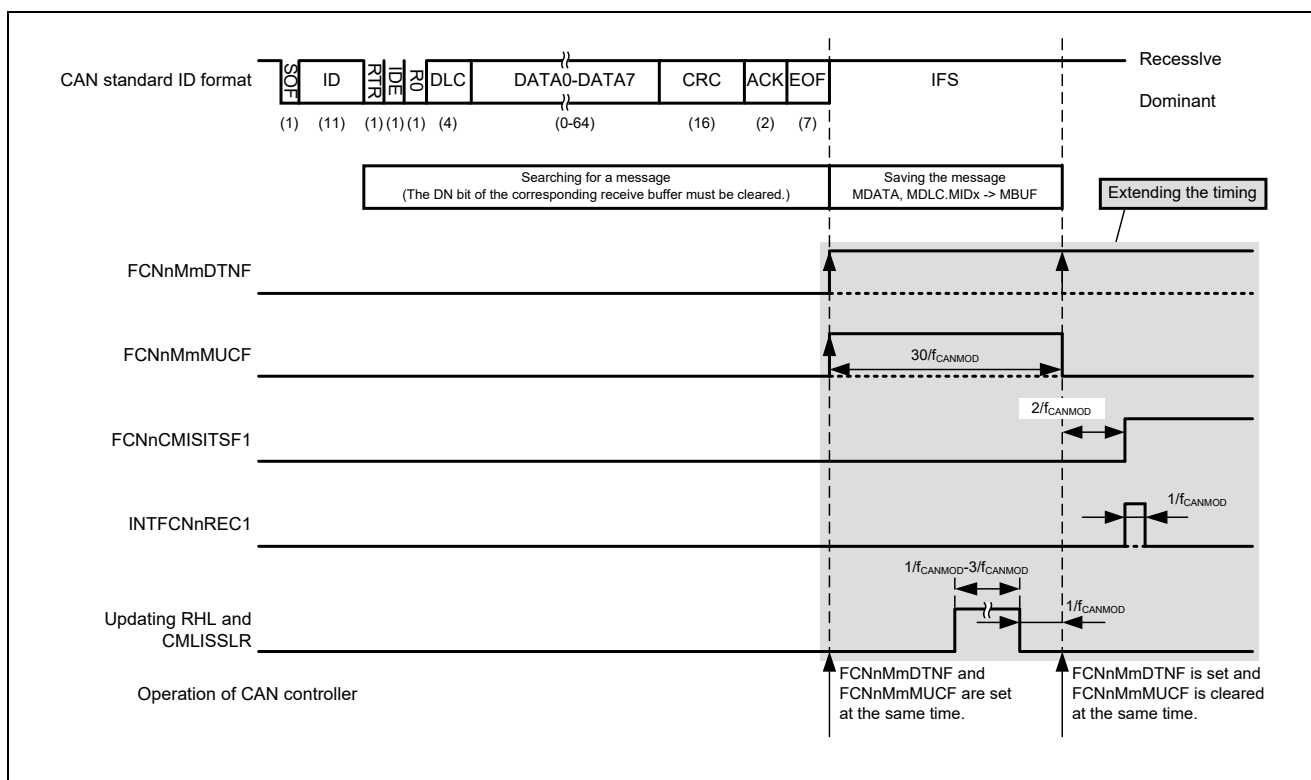 CAN standard ID format
SOF
ID
RTR
IDE
R0
DLC
DATA0-DATA7
CRC
ACK
EOF
IFS
Recesslve
Dominant
(1)
(11)
(1)
(1)
(1)
(4)
(0-64)
(16)
(2)
(7)
Searching for a message
(The DN bit of the corresponding receive buffer must be cleared.)
Saving the message
MDATA, MDLC.MIDx -> MBUF
Extending the timing
FCNnMmDTNF
FCNnMmMUCF
30/fCANMOD
2/fCANMOD
FCNnCMISITSF1
INTFCNnREC1
1/fCANMOD
1/fCANMOD-3/fCANMOD
Updating RHL and
CMLISSLR
1/fCANMOD
Operation of CAN controller
FCNnMmDTNF and
FCNnMmMUCF are set
at the same time.
FCNnMmDTNF is set and
FCNnMmMUCF is cleared
at the same time.